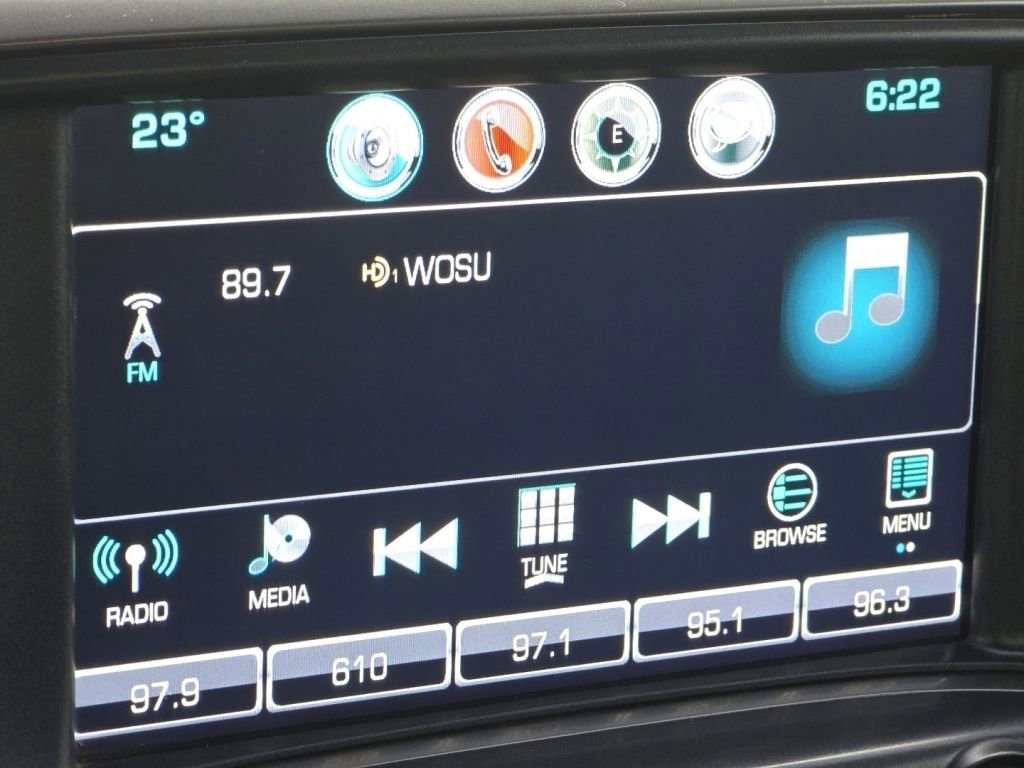 23°
E
6:22
89.7
HD1 WOSU
FM
RADIO
MEDIA
TUNE
BROWSE
MENU
97.9
610
97.1
95.1
96.3